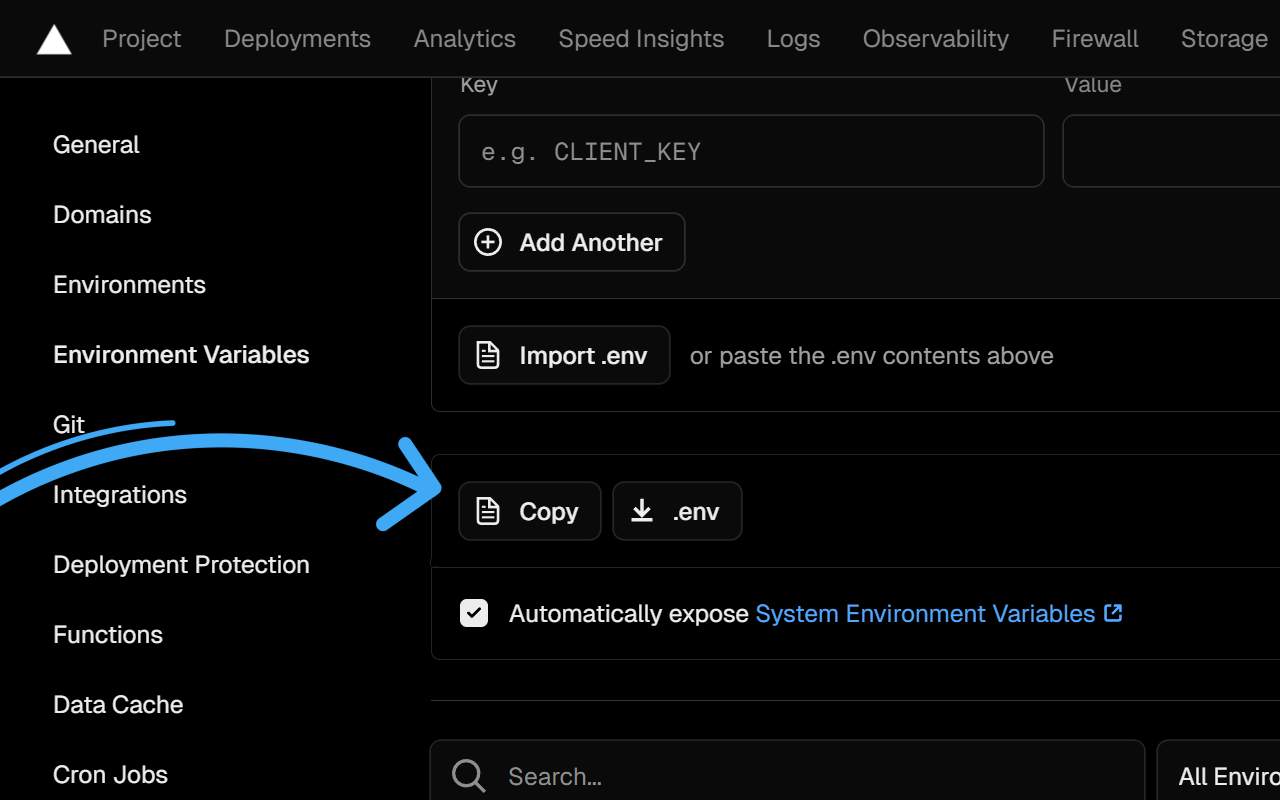 Project Deployments Analytics Speed Insights Logs Observability Firewall Storage
General
Domains
Environments
Environment Variables
Git
Integrations
Deployment Protection
Functions
Data Cache
Cron Jobs
Key Value
e.g. CLIENT_KEY
Add Another
Import .env or paste the .env contents above
Copy .env
Automatically expose System Environment Variables
Search...
All Enviro